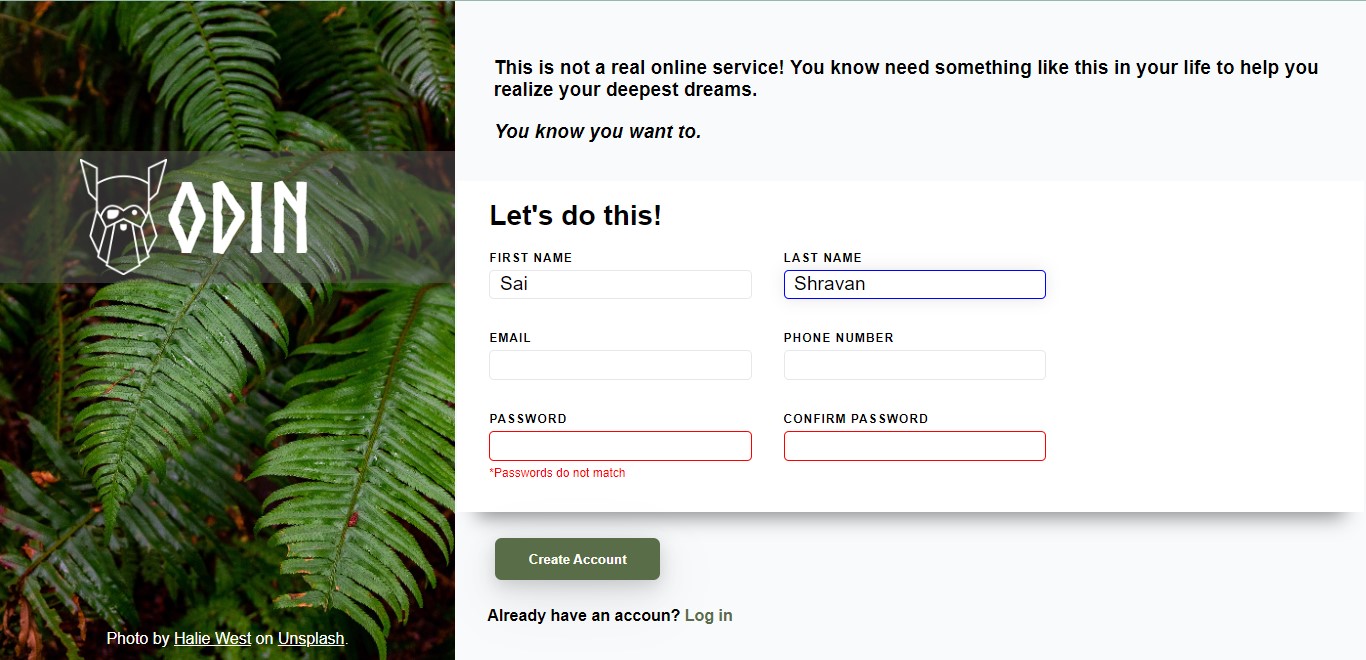 This is not a real online service! You know need something like this in your life to help you
realize your deepest dreams.
You know you want to.
ODIN
Let's do this!
FIRST NAME
LAST NAME
Sai
Shravan
EMAIL
PHONE NUMBER
PASSWORD
CONFIRM PASSWORD
*Passwords do not match
Create Account
Already have an accoun? Log in
Photo by Halie West on Unsplash.